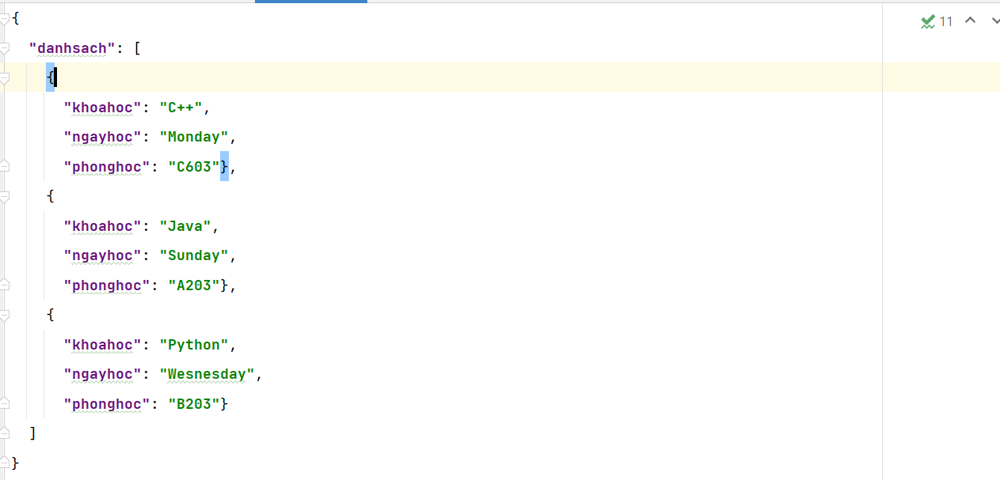 {
"danhsach": [
{
"khoahoc": "C++",
"ngayhoc": "Monday",
"phonghoc": "C603"},
{
"khoahoc": "Java",
"ngayhoc": "Sunday",
"phonghoc": "A203"},
{
"khoahoc": "Python",
"ngayhoc": "Wesnesday",
"phonghoc": "B203"}
]
}
11